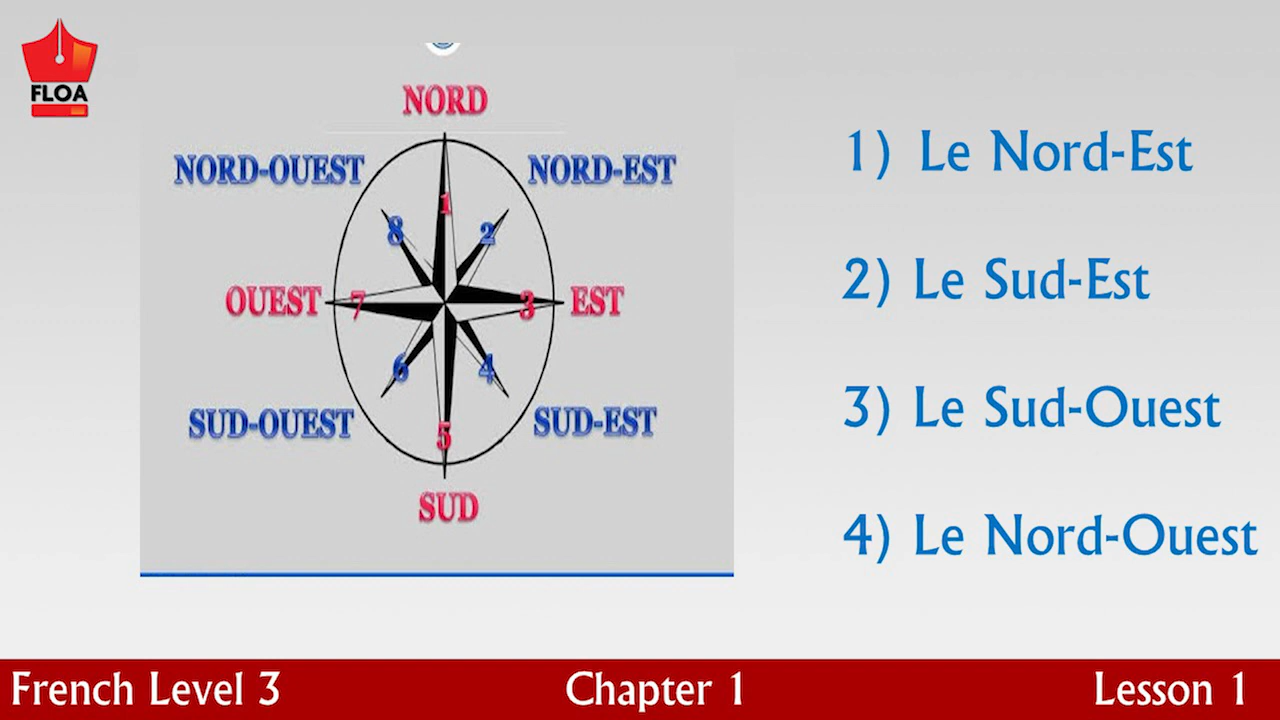 FLOA
NORD
NORD-OUEST
NORD-EST
1
8
2
OUEST
7
3
EST
6
4
SUD-OUEST
SUD-EST
5
SUD
1) Le Nord-Est
2) Le Sud-Est
3) Le Sud-Ouest
4) Le Nord-Ouest
French Level 3
Chapter 1
Lesson 1